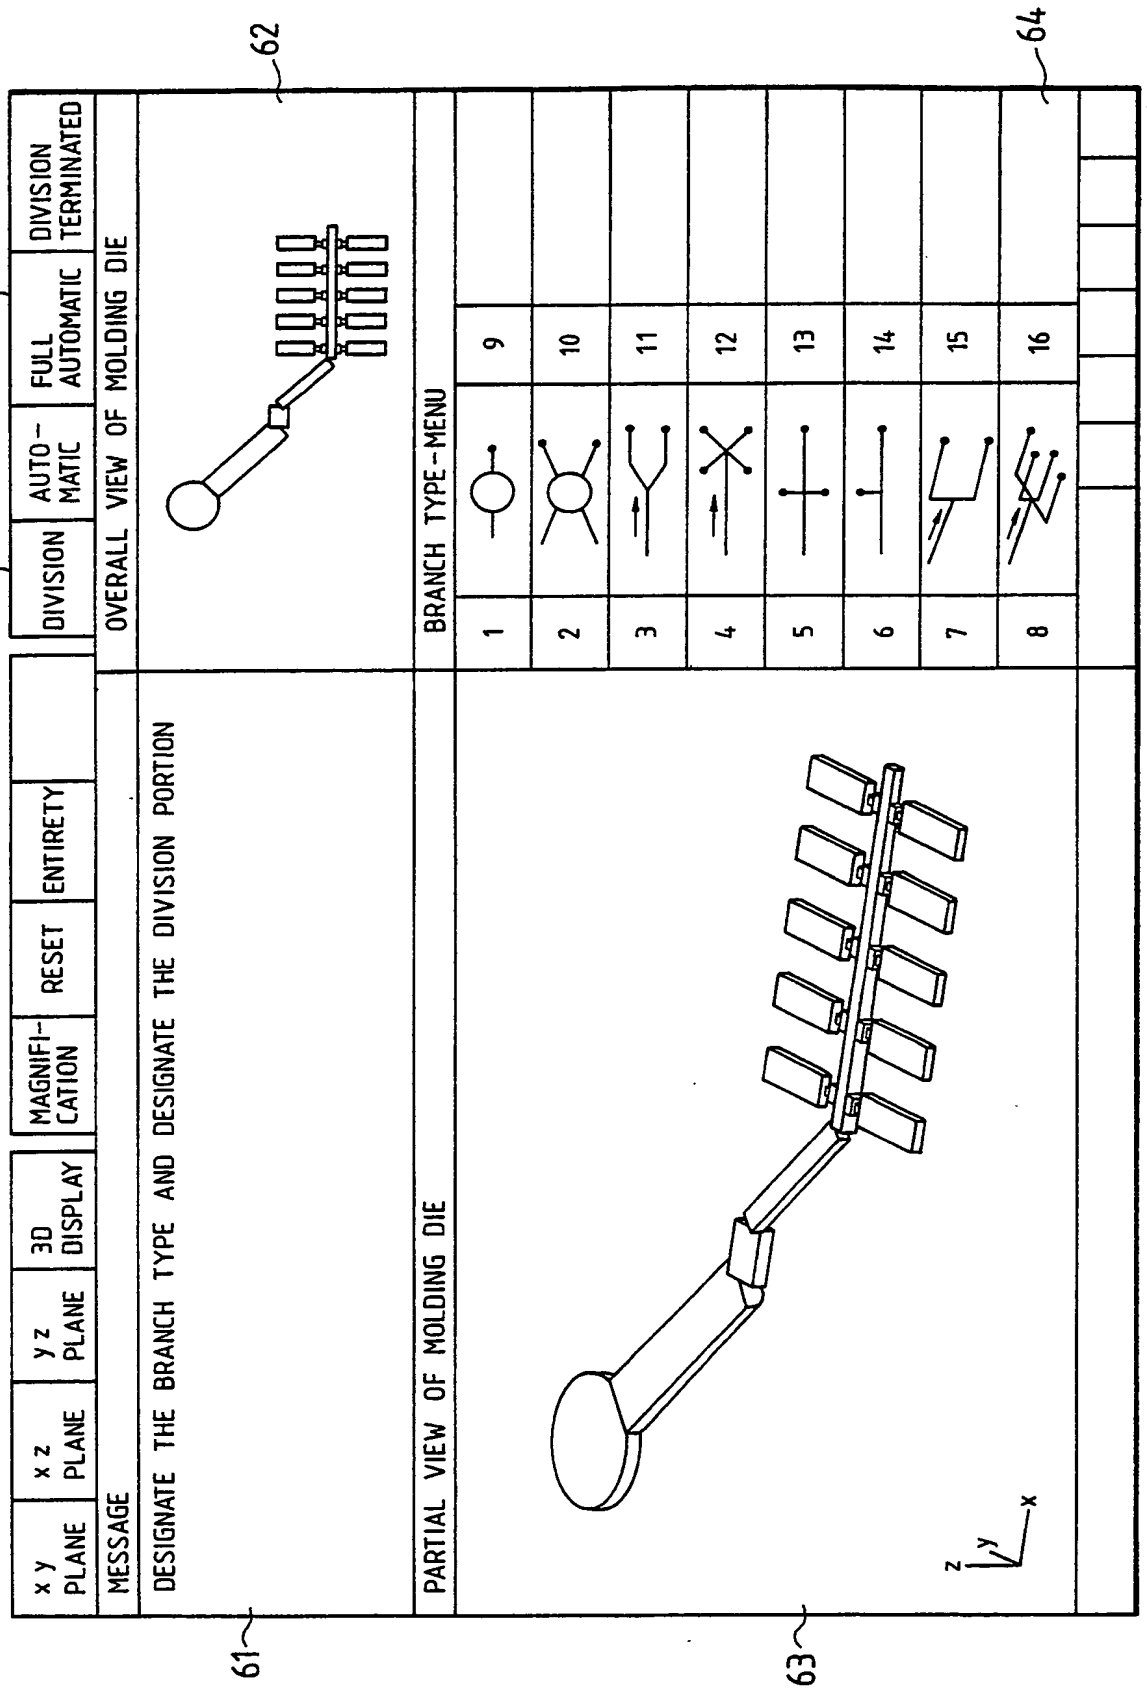 x y PLANE
x z PLANE
y z PLANE
3D DISPLAY
MAGNIFI-CATION
RESET
ENTIRETY
DIVISION
AUTO-MATIC
FULL AUTOMATIC
DIVISION TERMINATED
MESSAGE
OVERALL VIEW OF MOLDING DIE
DESIGNATE THE BRANCH TYPE AND DESIGNATE THE DIVISION PORTION
61
62
PARTIAL VIEW OF MOLDING DIE
BRANCH TYPE-MENU
1
9
2
10
3
11
4
12
5
13
6
14
7
15
8
16
z
y
x
63
64